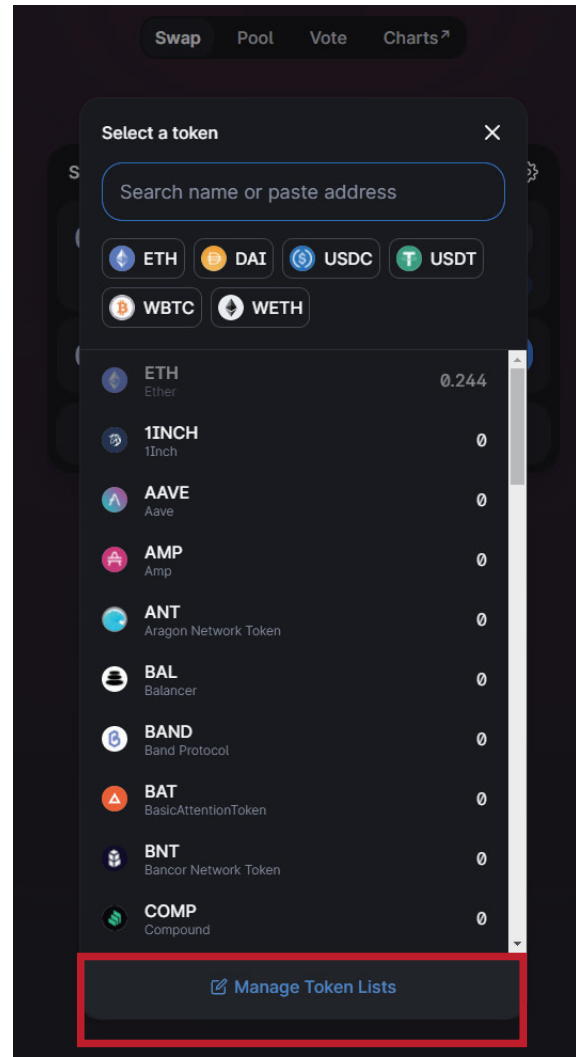 Swap Pool Vote Charts↗
Select a token
S
Search name or paste address
ETH DAI USDC USDT
WBTC WETH
ETH 0.244
Ether
1INCH 0
1Inch
AAVE 0
Aave
AMP 0
Amp
ANT 0
Aragon Network Token
BAL 0
Balancer
BAND 0
Band Protocol
BAT 0
BasicAttentionToken
BNT 0
Bancor Network Token
COMP 0
Compound
Manage Token Lists